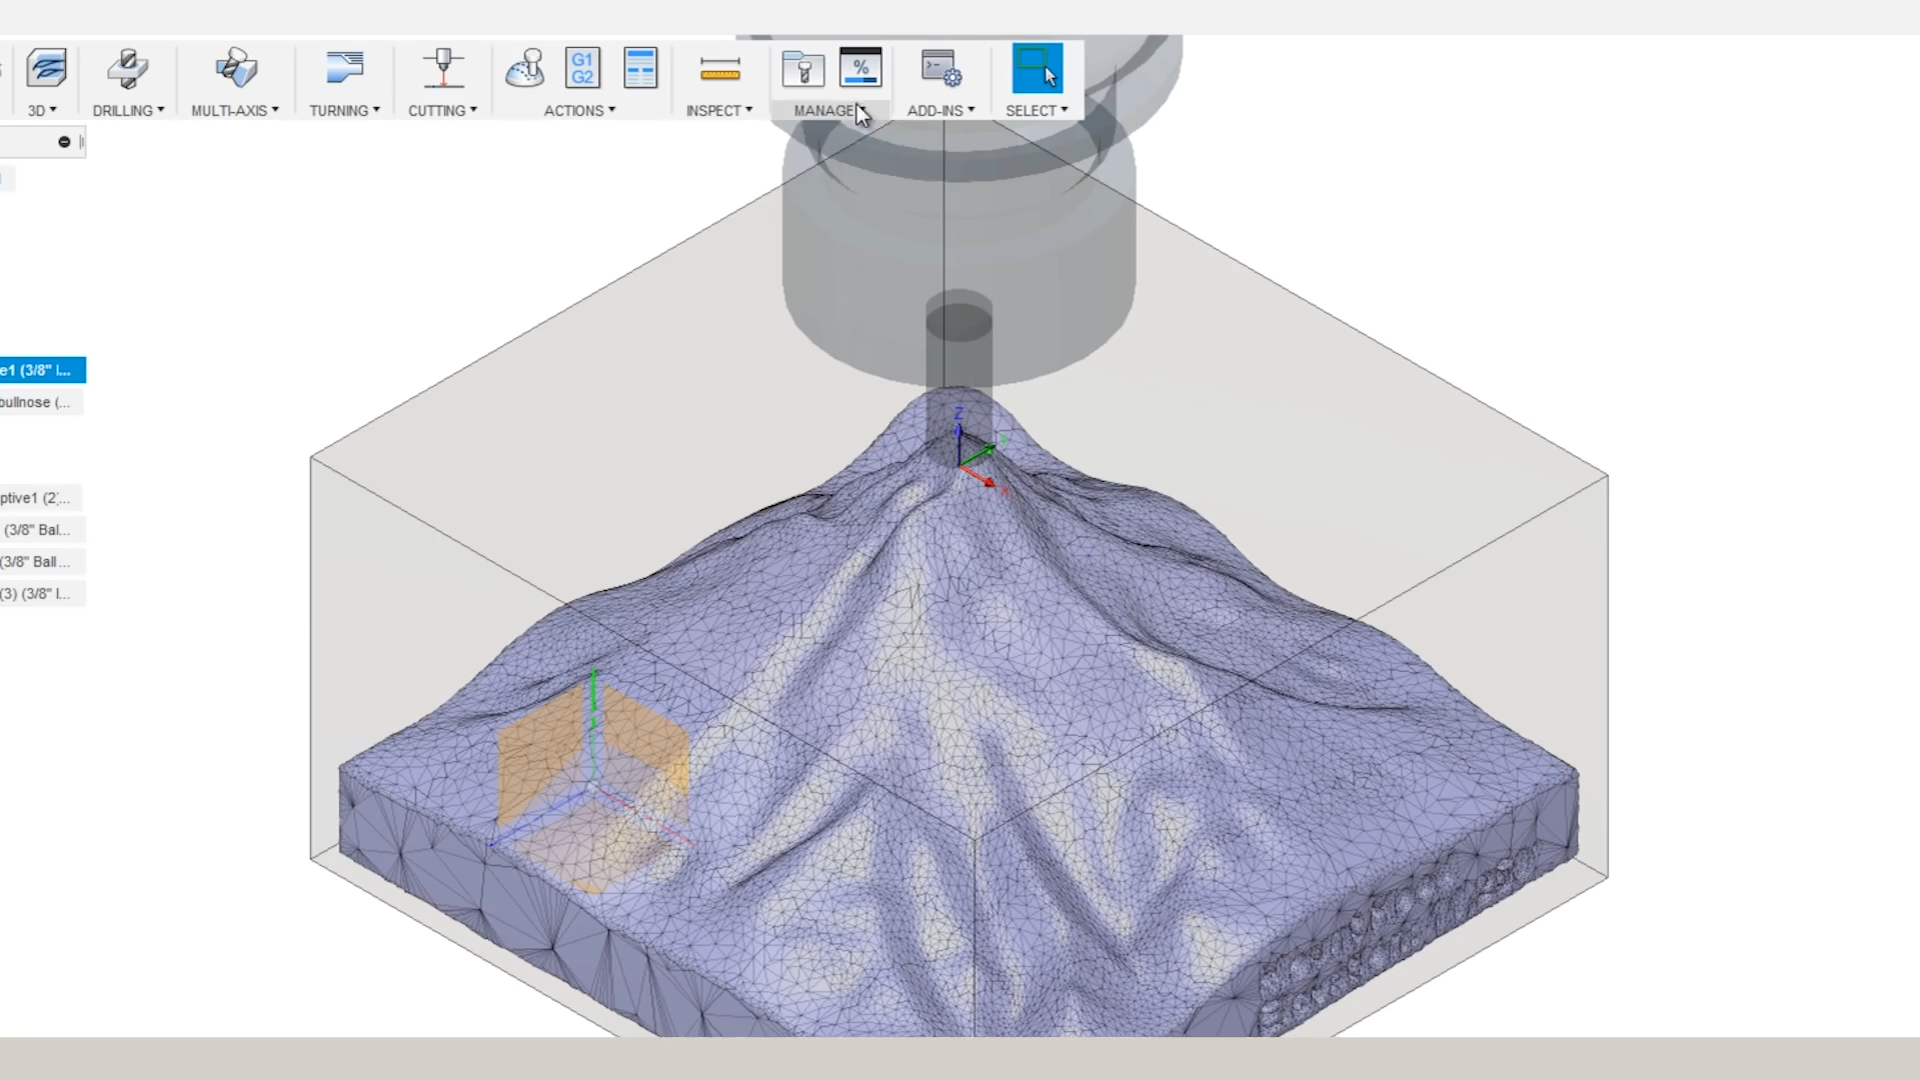 G1
G2
%
3D
DRILLING
MULTI-AXIS
TURNING
CUTTING
ACTIONS
INSPECT
MANAGE
ADD-INS
SELECT
e1 (3/8" I...
bullnose (...
ptive1 (2'...
(3/8" Bal...
(3/8" Ball ...
(3) (3/8" I...
Z
X